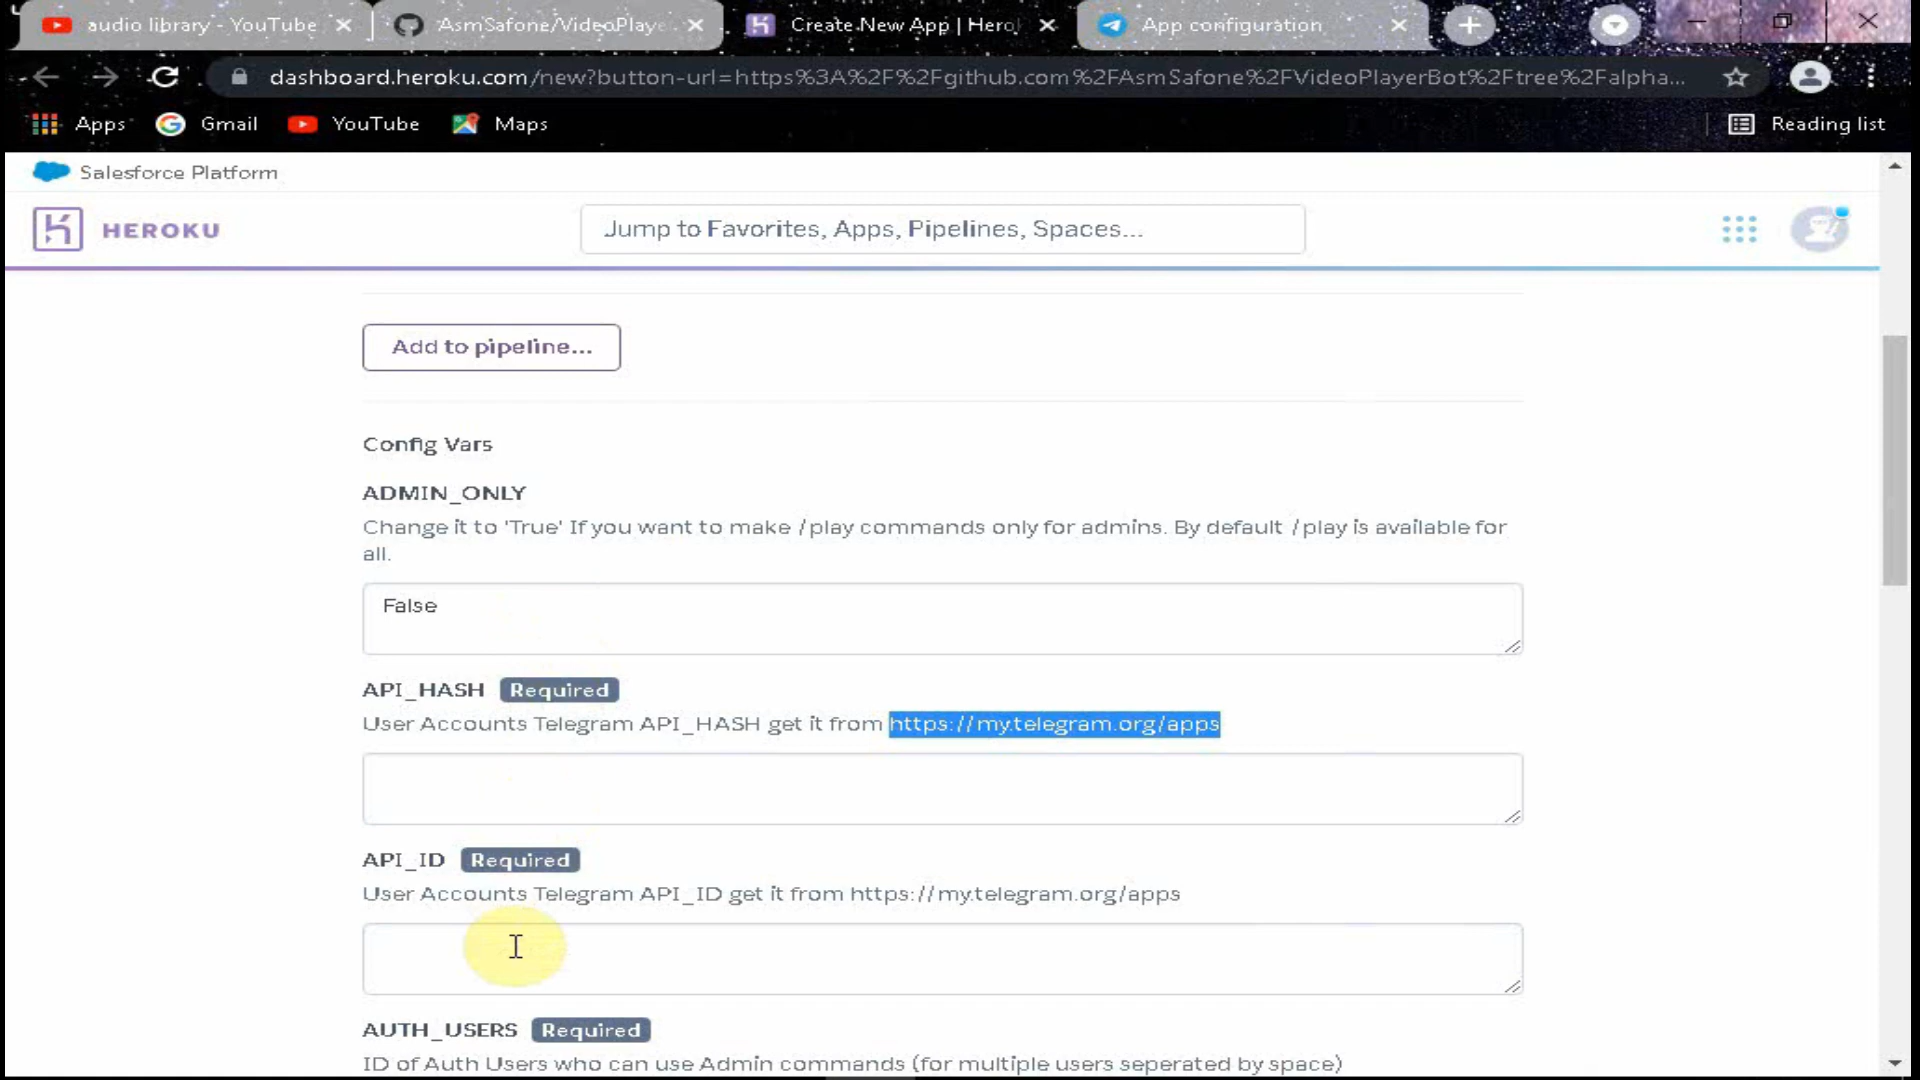 audio library - YouTube
AsmSafone/VideoPlaye
Create New App | Hero
App configuration
dashboard.heroku.com/new?button-url=https%3A%2F%2Fgithub.com%2FAsmSafone%2FVideoPlayerBot%2Ftree%2Falpha...
Apps
Gmail
YouTube
Maps
Reading list
Salesforce Platform
HEROKU
Jump to Favorites, Apps, Pipelines, Spaces...
Add to pipeline...
Config Vars
ADMIN_ONLY
Change it to 'True' If you want to make /play commands only for admins. By default /play is available for
all.
False
API_HASH Required
User Accounts Telegram API_HASH get it from https://my.telegram.org/apps
API_ID Required
User Accounts Telegram API_ID get it from https://my.telegram.org/apps
AUTH_USERS Required
ID of Auth Users who can use Admin commands (for multiple users seperated by space)